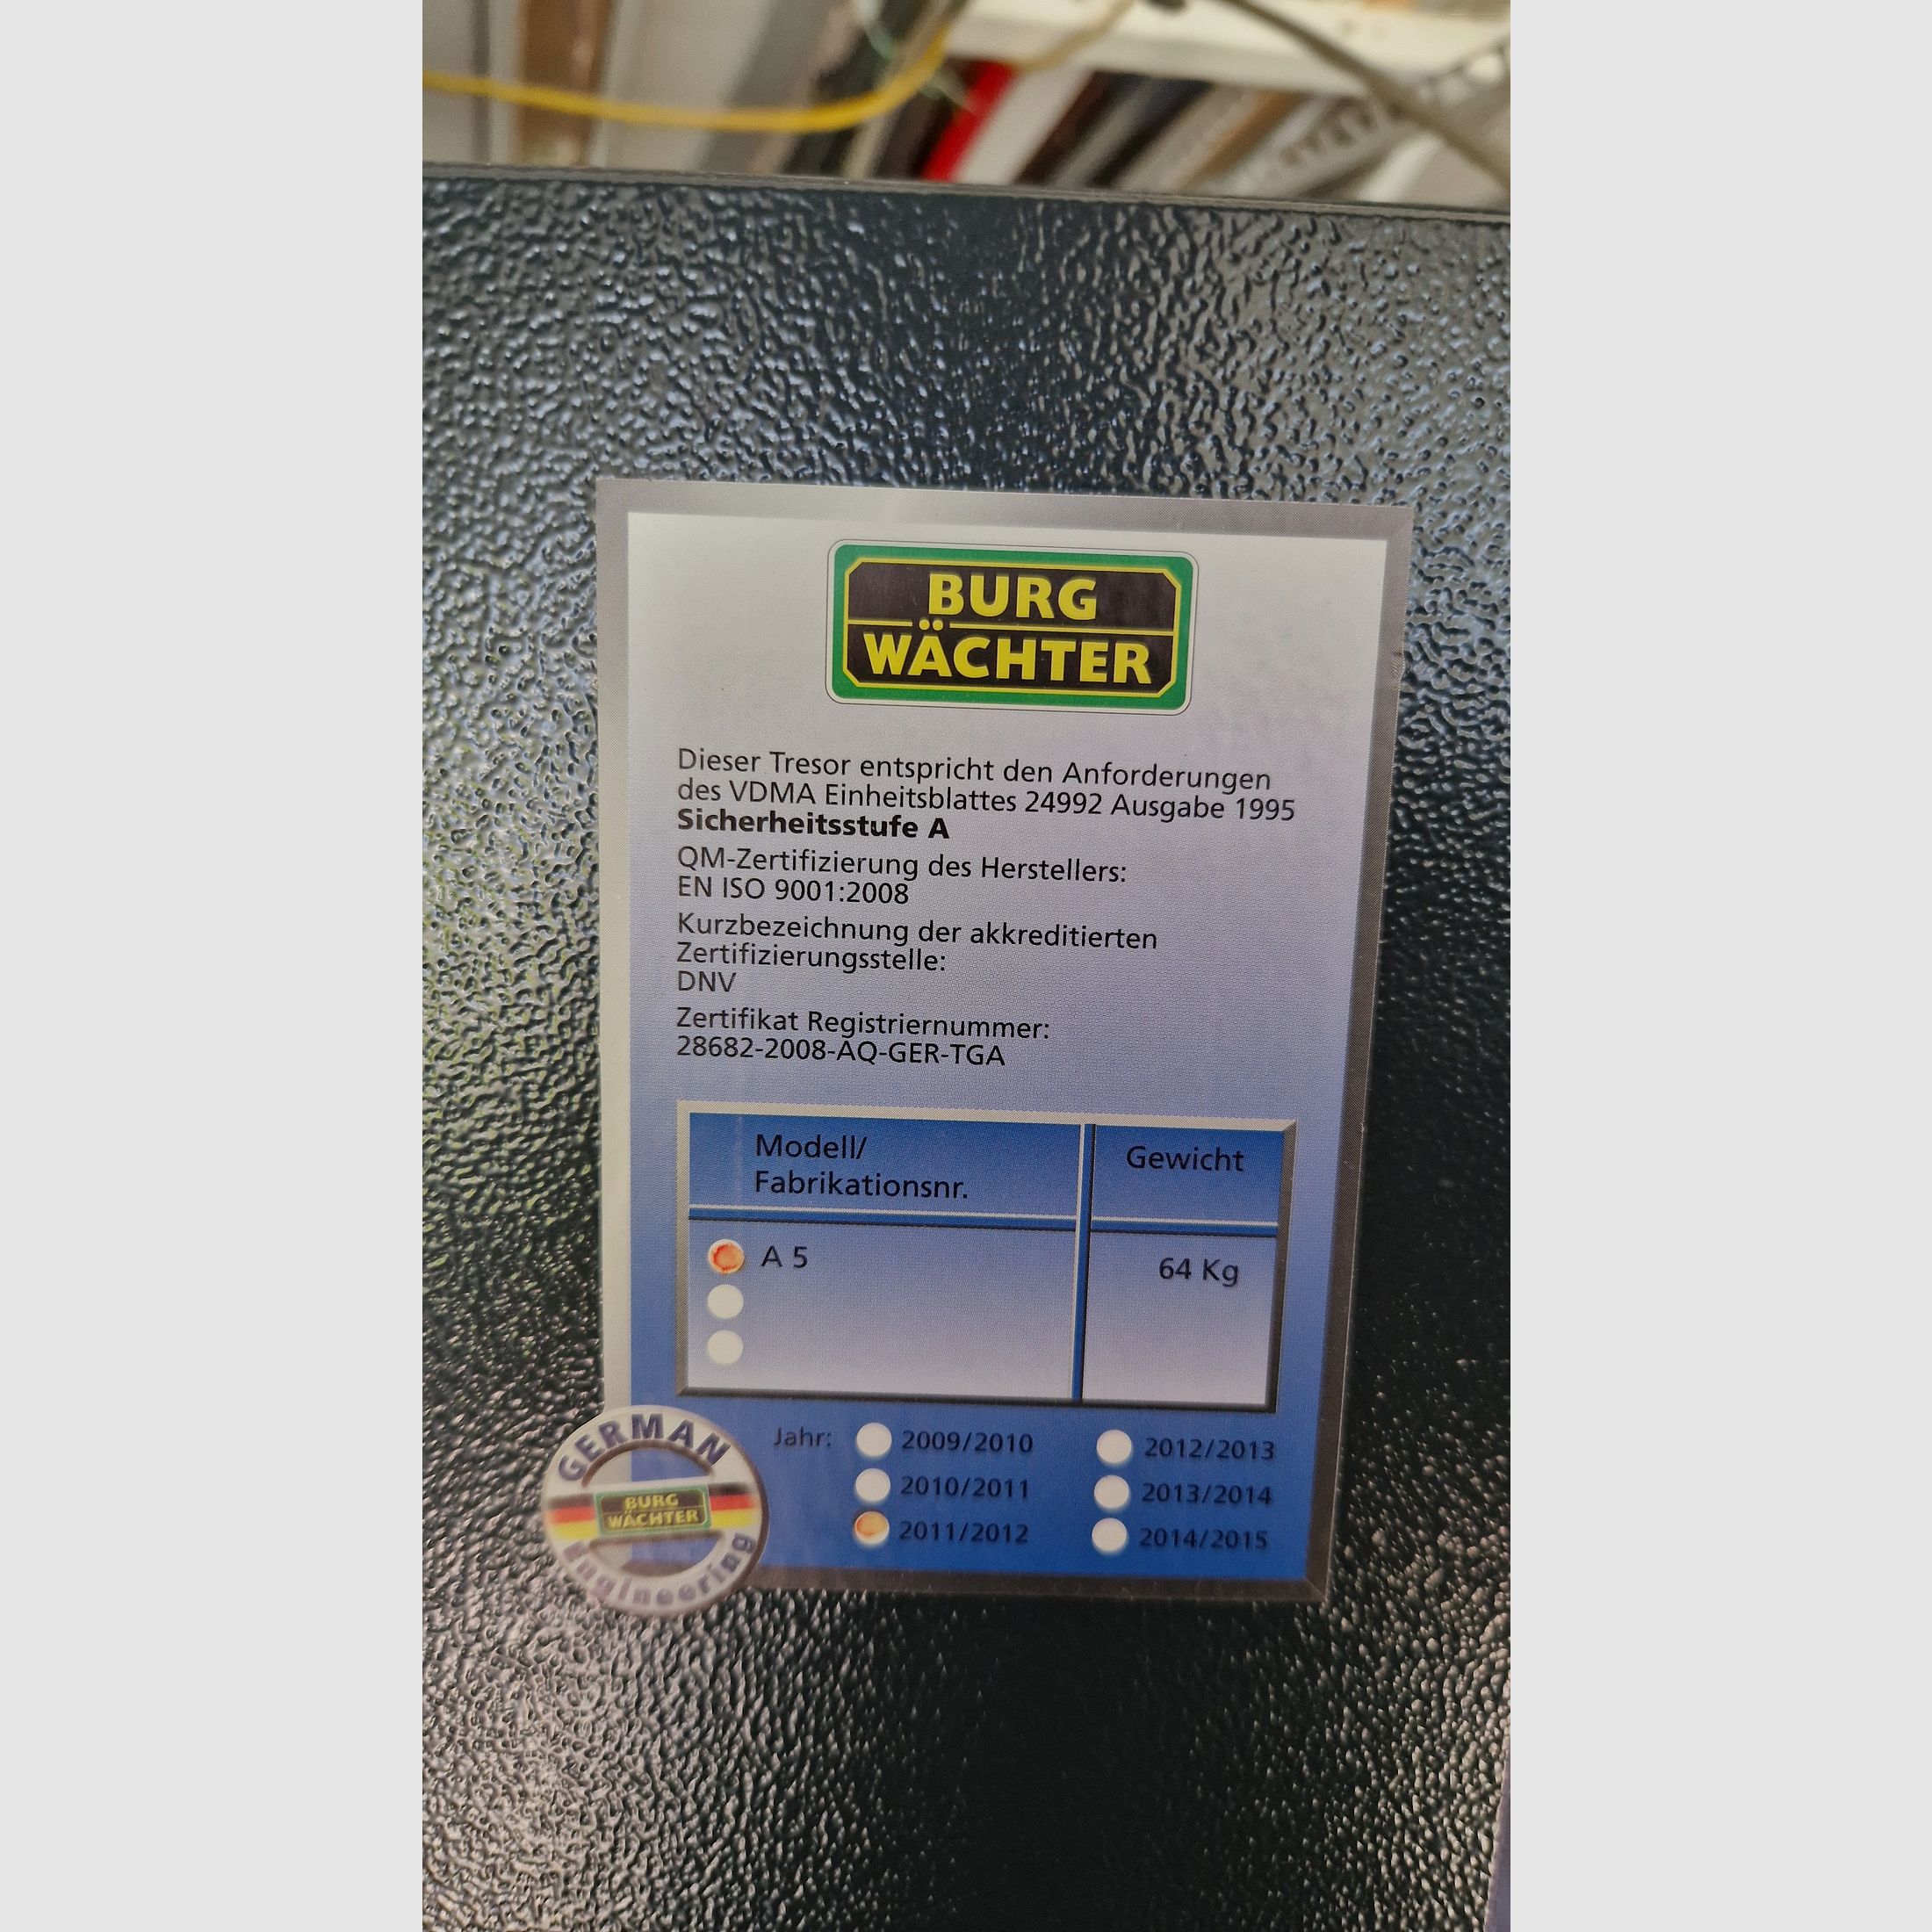 BURG
WÄCHTER
Dieser Tresor entspricht den Anforderungen
des VDMA Einheitsblattes 24992 Ausgabe 1995
Sicherheitsstufe A
QM-Zertifizierung des Herstellers:
EN ISO 9001:2008
Kurzbezeichnung der akkreditierten
Zertifizierungsstelle:
DNV
Zertifikat Registriernummer:
28682-2008-AQ-GER-TGA
Modell/
Fabrikationsnr.
Gewicht
A 5
64 Kg
Jahr:
2009/2010
2012/2013
2010/2011
2013/2014
2011/2012
2014/2015
GERMAN
BURG
WÄCHTER
Engineering